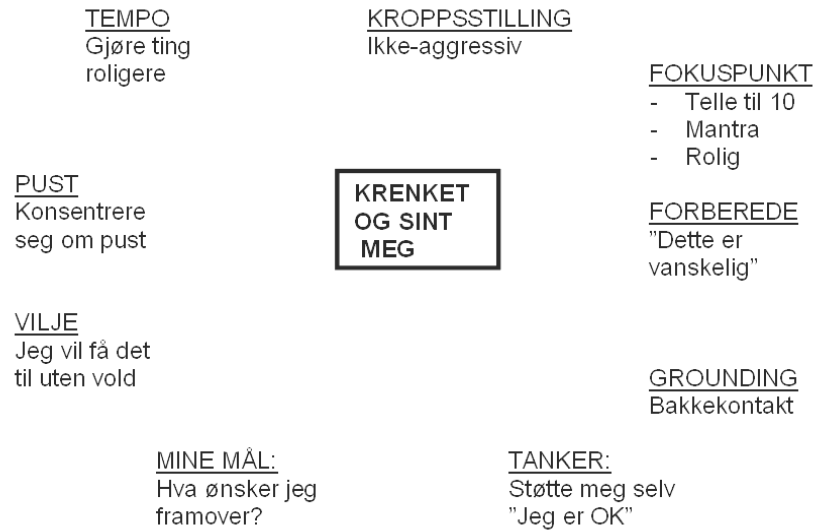 TEMPO
Gjøre ting
roligere
KROPPSSTILLING
Ikke-aggressiv
FOKUSPUNKT
- Telle til 10
- Mantra
- Rolig
PUST
Konsentrere
seg om pust
KRENKET
OG SINT
MEG
FORBEREDE
”Dette er
vanskelig”
VILJE
Jeg vil få det
til uten vold
GROUNDING
Bakkekontakt
MINE MÅL:
Hva ønsker jeg
framover?
TANKER:
Støtte meg selv
”Jeg er OK”